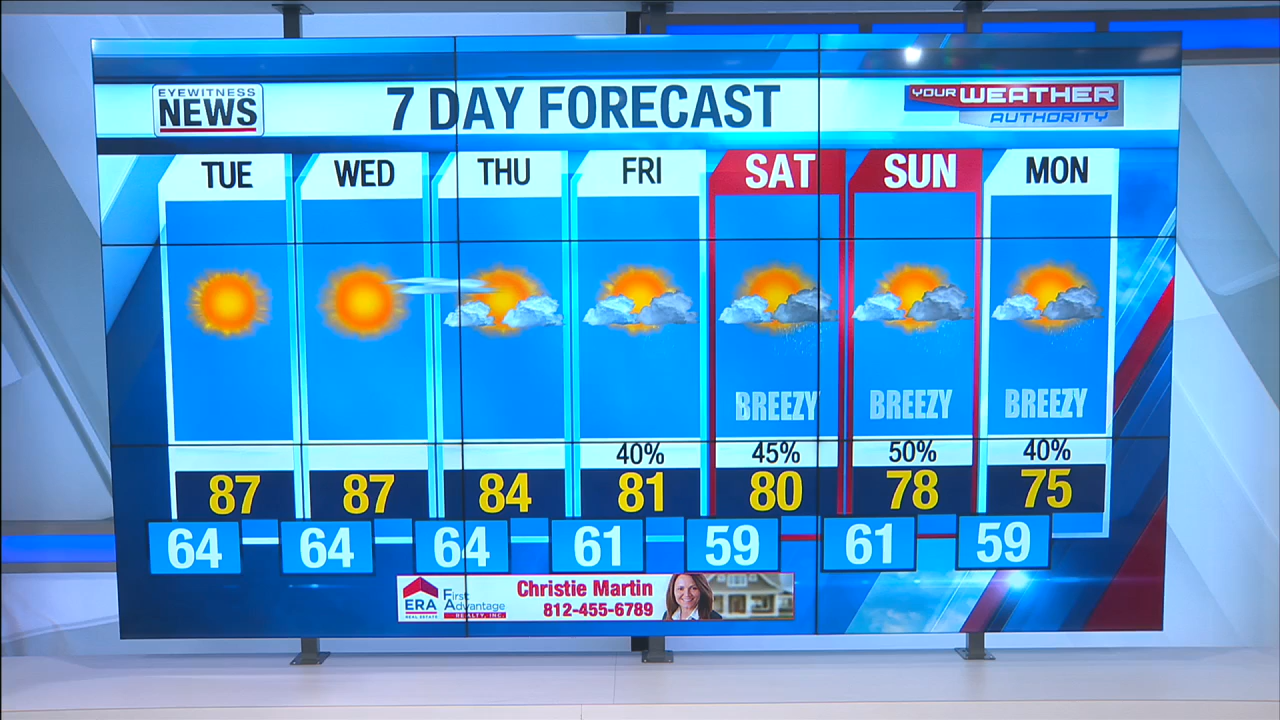 EYEWITNESS
NEWS
7 DAY FORECAST
YOUR WEATHER
AUTHORITY
TUE WED THU FRI SAT SUN MON
BREEZY BREEZY BREEZY
40% 45% 50% 40%
87 87 84 81 80 78 75
64 64 64 61 59 61 59
ERA
REAL ESTATE
First
Advantage
REALTY, INC.
Christie Martin
812-455-6789